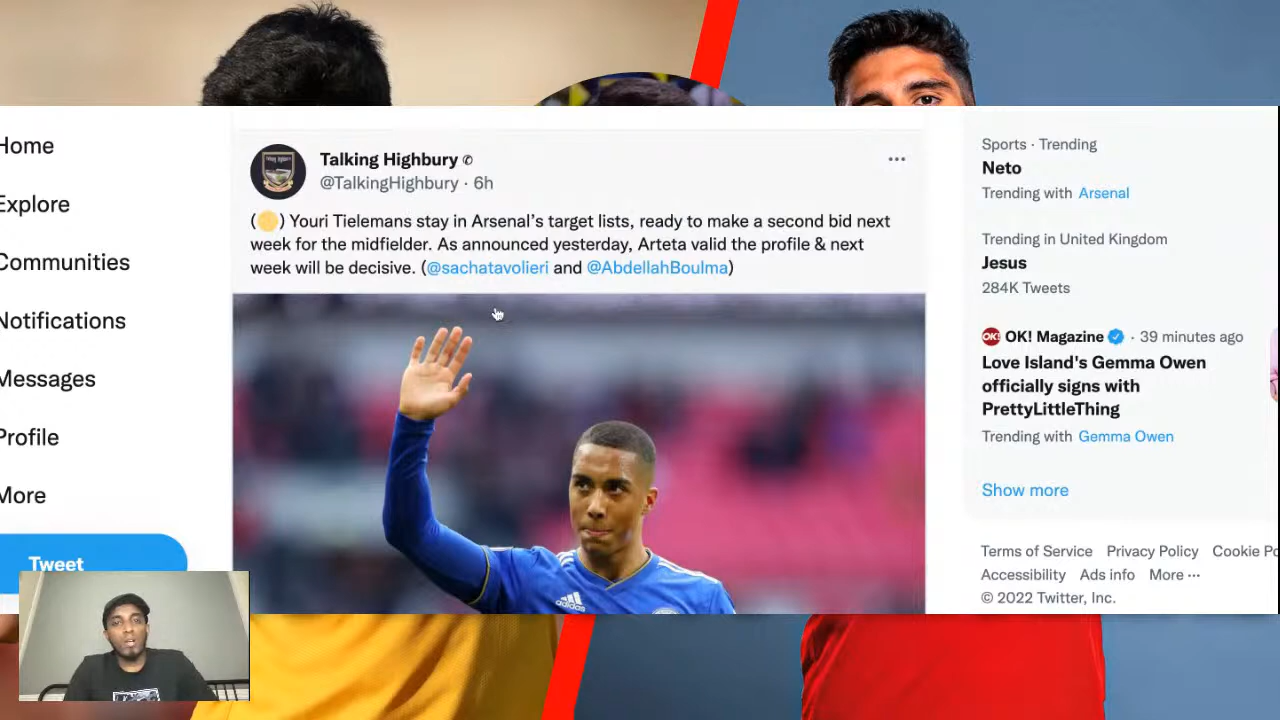 Home
Explore
Communities
Notifications
Messages
Profile
More
Tweet
Talking Highbury ✆
@TalkingHighbury · 6h
(🟡) Youri Tielemans stay in Arsenal's target lists, ready to make a second bid next
week for the midfielder. As announced yesterday, Arteta valid the profile & next
week will be decisive. (@sachatavolieri and @AbdellahBoulma)
adidas
Sports · Trending
Neto
Trending with Arsenal
Trending in United Kingdom
Jesus
284K Tweets
OK! OK! Magazine · 39 minutes ago
Love Island's Gemma Owen
officially signs with
PrettyLittleThing
Trending with Gemma Owen
Show more
Terms of Service Privacy Policy Cookie Po
Accessibility Ads info More ···
© 2022 Twitter, Inc.